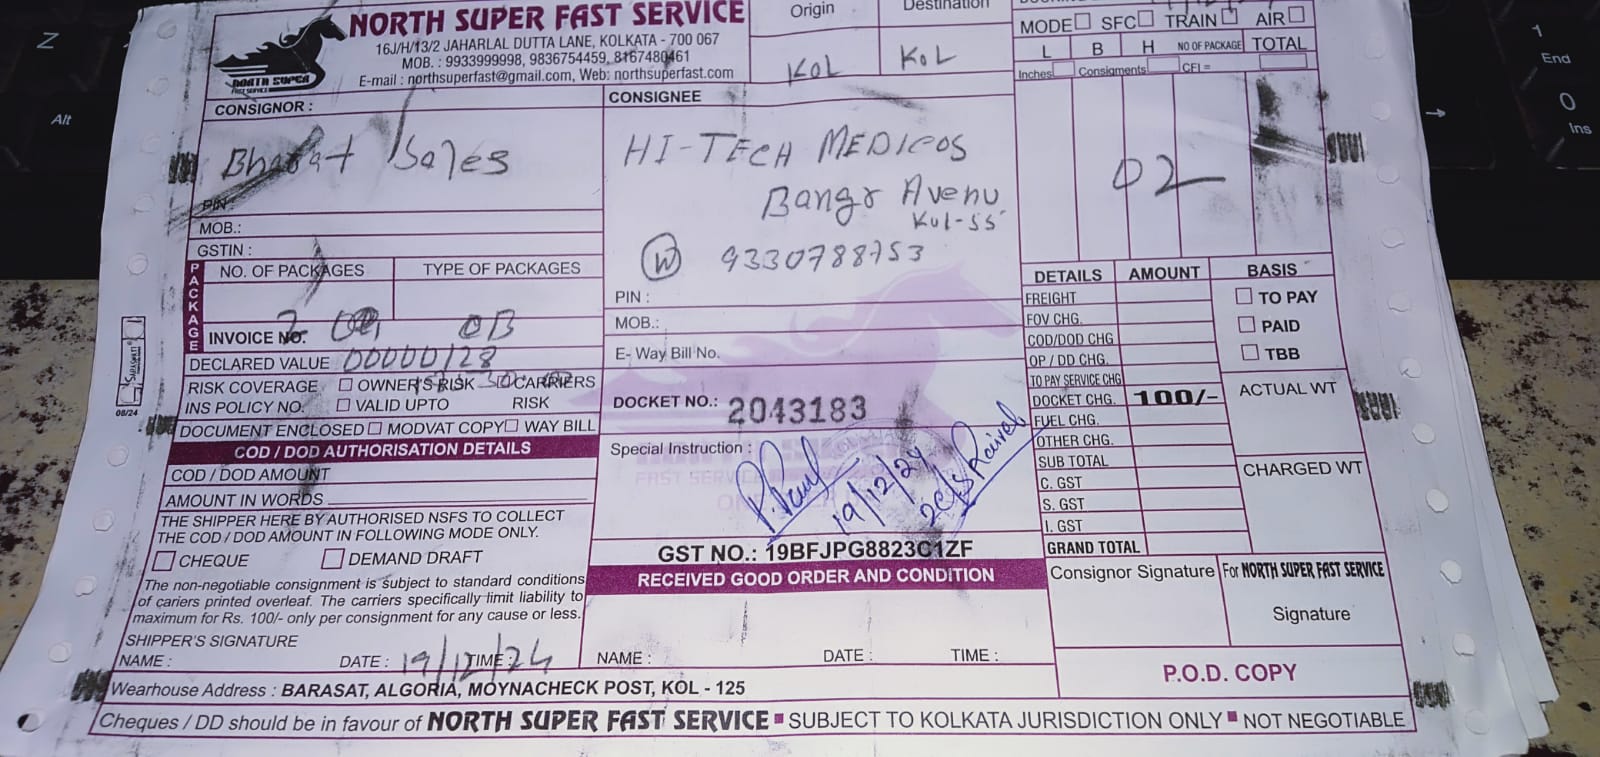 NORTH SUPER FAST SERVICE
16J/H/13/2 JAHARLAL DUTTA LANE, KOLKATA - 700 067
MOB. : 9933999998, 9836754459, 8167480461
E-mail : northsuperfast@gmail.com, Web: northsuperfast.com
NORTH SUPER
FAST SERVICE
Origin
Destination
KOL
KOL
MODE SFC TRAIN AIR
L B H NO OF PACKAGE TOTAL
Inches Consigments CFI =
02
CONSIGNOR :
Bharat Sales
PIN :
MOB.:
GSTIN :
CONSIGNEE
HI-TECH MEDICOS
Bangr Avenu
Kol-55
W 9330788753
PIN :
MOB.:
E- Way Bill No.
PACKAGE
NO. OF PACKAGES TYPE OF PACKAGES
2 CB
INVOICE No.
DECLARED VALUE 00000128
RISK COVERAGE OWNER'S RISK CARRIERS
INS POLICY NO. VALID UPTO RISK
DOCUMENT ENCLOSED MODVAT COPY WAY BILL
COD / DOD AUTHORISATION DETAILS
COD / DOD AMOUNT
AMOUNT IN WORDS
THE SHIPPER HERE BY AUTHORISED NSFS TO COLLECT
THE COD / DOD AMOUNT IN FOLLOWING MODE ONLY.
CHEQUE DEMAND DRAFT
The non-negotiable consignment is subject to standard conditions
of cariers printed overleaf. The carriers specifically limit liability to
maximum for Rs. 100/- only per consignment for any cause or less.
SHIPPER'S SIGNATURE
NAME : DATE : 19/12/24 TIME :
DOCKET NO.: 2043183
Special Instruction :
19/12/24
GST NO.: 19BFJPG8823C1ZF
RECEIVED GOOD ORDER AND CONDITION
NAME : DATE : TIME :
DETAILS AMOUNT BASIS
FREIGHT
FOV CHG.
COD/DOD CHG
OP / DD CHG.
TO PAY SERVICE CHG
DOCKET CHG. 100/-
FUEL CHG.
OTHER CHG.
SUB TOTAL
C. GST
S. GST
I. GST
GRAND TOTAL
TO PAY
PAID
TBB
ACTUAL WT
CHARGED WT
Consignor Signature
For NORTH SUPER FAST SERVICE
Signature
P.O.D. COPY
Wearhouse Address : BARASAT, ALGORIA, MOYNACHECK POST, KOL - 125
Cheques / DD should be in favour of NORTH SUPER FAST SERVICE ■ SUBJECT TO KOLKATA JURISDICTION ONLY ■ NOT NEGOTIABLE
08/24
Z
Alt
1
End
0
Ins